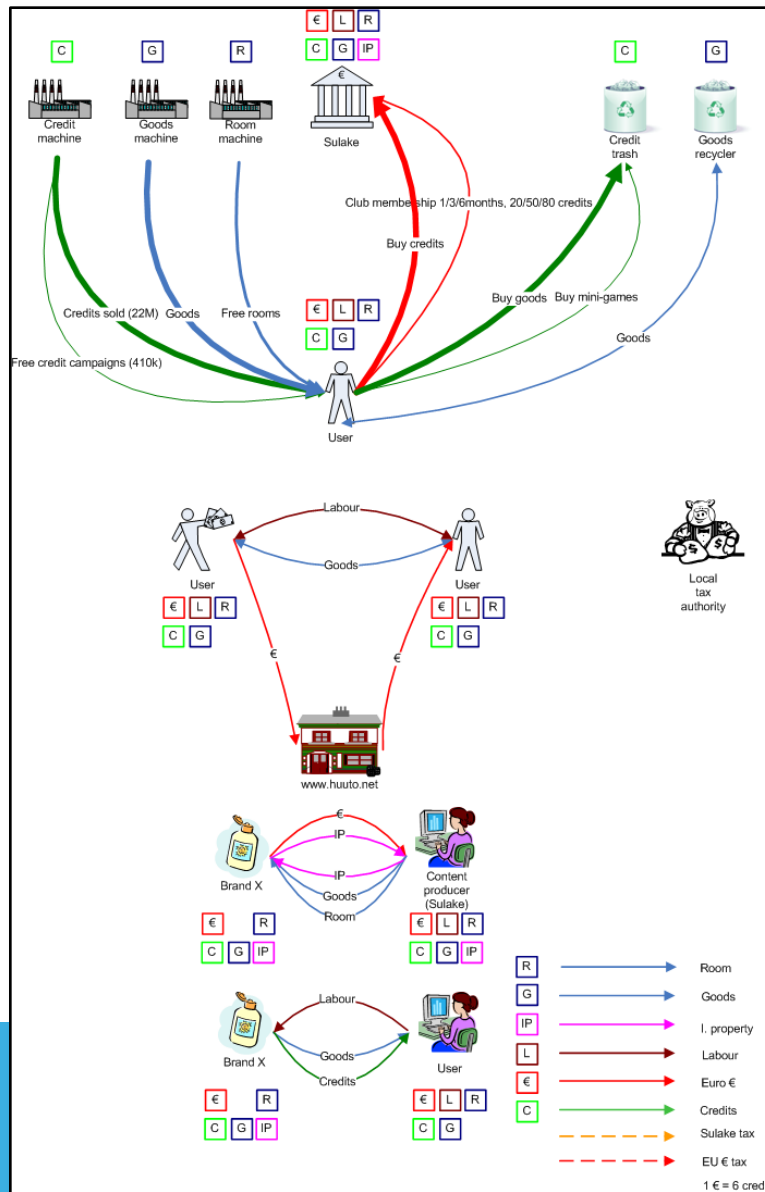 € L R
C G R C G IP C G
€
Credit machine
Goods machine
Room machine
Sulake
Credit trash
Goods recycler
Club membership 1/3/6months, 20/50/80 credits
Buy credits
Buy goods
Buy mini-games
Credits sold (22M)
Goods
Free rooms
€ L R
C G
Goods
Free credit campaigns (410k)
User
Labour
Goods
$ $
User
User
Local tax authority
€ L R € L R
C G C G
€ €
www.huuto.net
€
IP
IP
Goods
Room
Brand X
Content producer (Sulake)
€ R € L R
C G IP C G IP
R Room
G Goods
IP I. property
L Labour
€ Euro €
C Credits
Sulake tax
EU € tax
1 € = 6 cred
Labour
Goods
Credits
Brand X
User
€ R € L R
C G IP C G